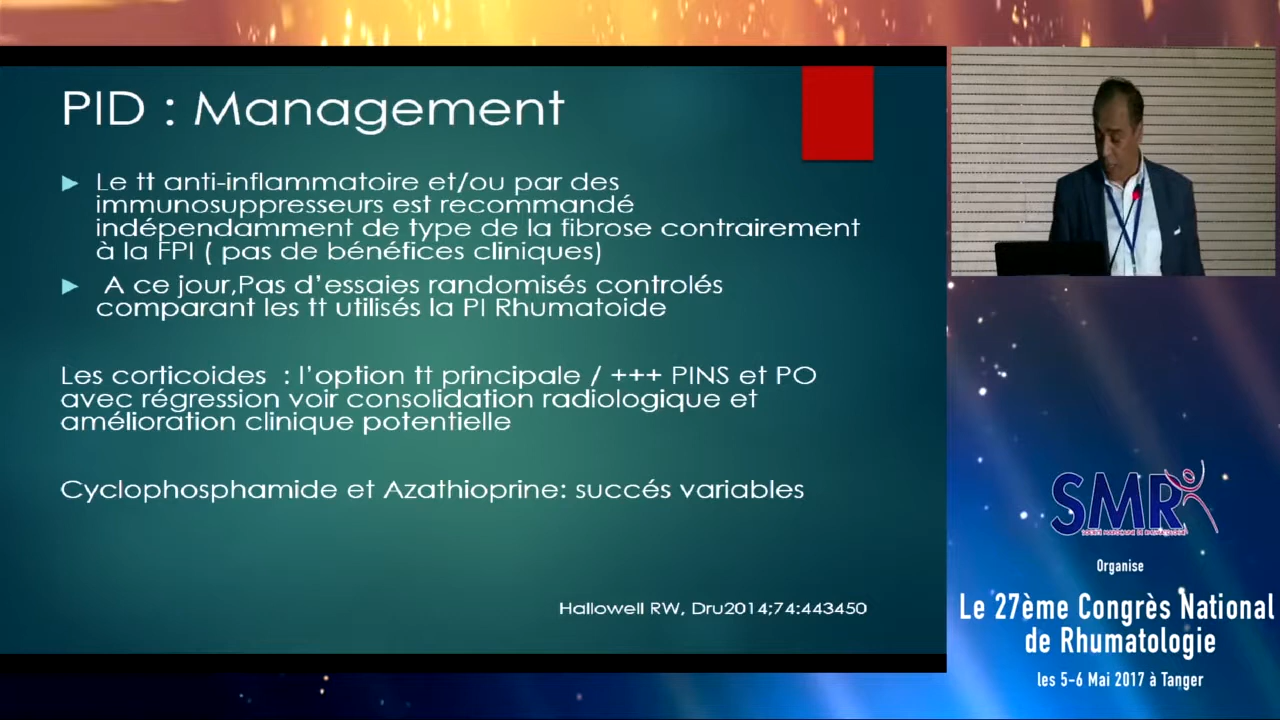 PID : Management
Le tt anti-inflammatoire et/ou par des
immunosuppresseurs est recommandé
indépendamment de type de la fibrose contrairement
à la FPI ( pas de bénéfices cliniques)
A ce jour,Pas d'essaies randomisés controlés
comparant les tt utilisés la PI Rhumatoide
Les corticoides : l'option tt principale / +++ PINS et PO
avec régression voir consolidation radiologique et
amélioration clinique potentielle
Cyclophosphamide et Azathioprine: succés variables
Hallowell RW, Dru2014;74:443450
SMR
Organise
Le 27ème Congrès National
de Rhumatologie
les 5-6 Mai 2017 à Tanger